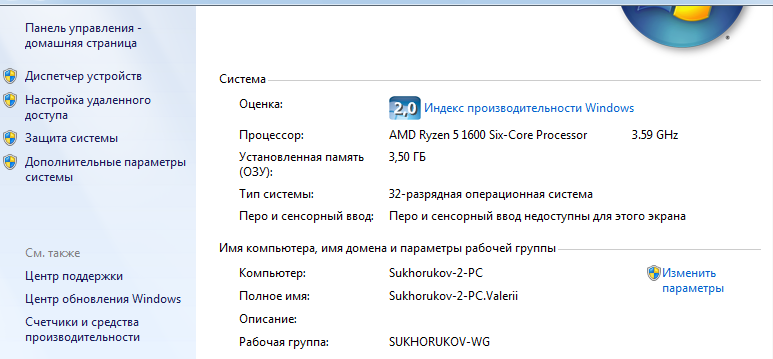 Панель управления -
домашняя страница
Диспетчер устройств
Настройка удаленного
доступа
Защита системы
Дополнительные параметры
системы
См. также
Центр поддержки
Центр обновления Windows
Счетчики и средства
производительности
Система
Оценка: 2,0 Индекс производительности Windows
Процессор: AMD Ryzen 5 1600 Six-Core Processor 3.59 GHz
Установленная память
(ОЗУ): 3,50 ГБ
Тип системы: 32-разрядная операционная система
Перо и сенсорный ввод: Перо и сенсорный ввод недоступны для этого экрана
Имя компьютера, имя домена и параметры рабочей группы
Компьютер: Sukhorukov-2-PC
Изменить
параметры
Полное имя: Sukhorukov-2-PC.Valerii
Описание:
Рабочая группа: SUKHORUKOV-WG